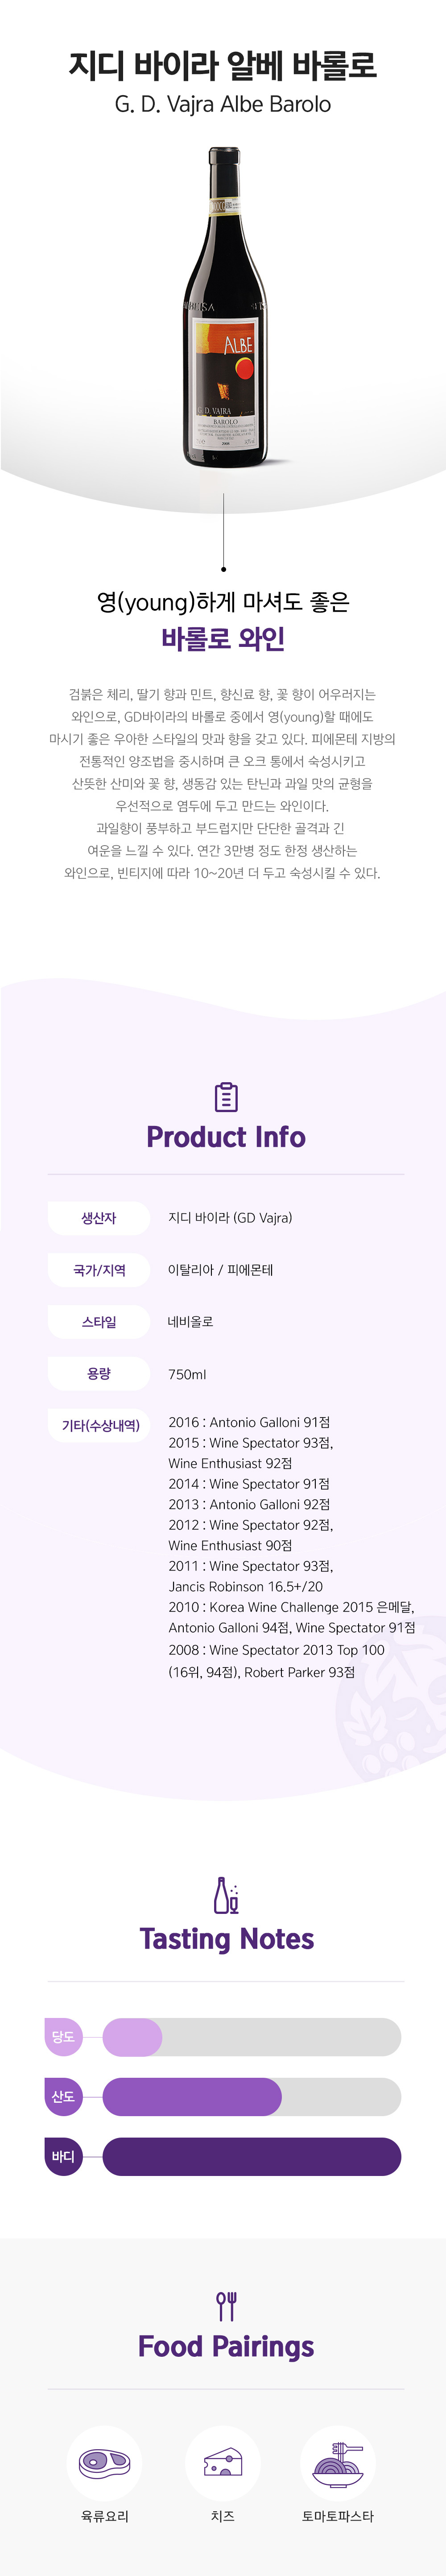 지디 바이라 알베 바롤로
G. D. Vajra Albe Barolo
ALBE
G. D. VAJRA
BAROLO
영(young)하게 마셔도 좋은
바롤로 와인
검붉은 체리, 딸기 향과 민트, 향신료 향, 꽃 향이 어우러지는
와인으로, GD바이라의 바롤로 중에서 영(young)할 때에도
마시기 좋은 우아한 스타일의 맛과 향을 갖고 있다. 피에몬테 지방의
전통적인 양조법을 중시하며 큰 오크 통에서 숙성시키고
산뜻한 산미와 꽃 향, 생동감 있는 탄닌과 과일 맛의 균형을
우선적으로 염두에 두고 만드는 와인이다.
과일향이 풍부하고 부드럽지만 단단한 골격과 긴
여운을 느낄 수 있다. 연간 3만병 정도 한정 생산하는
와인으로, 빈티지에 따라 10~20년 더 두고 숙성시킬 수 있다.
Product Info
생산자 지디 바이라 (GD Vajra)
국가/지역 이탈리아 / 피에몬테
스타일 네비올로
용량 750ml
기타(수상내역) 2016 : Antonio Galloni 91점
2015 : Wine Spectator 93점,
Wine Enthusiast 92점
2014 : Wine Spectator 91점
2013 : Antonio Galloni 92점
2012 : Wine Spectator 92점,
Wine Enthusiast 90점
2011 : Wine Spectator 93점,
Jancis Robinson 16.5+/20
2010 : Korea Wine Challenge 2015 은메달,
Antonio Galloni 94점, Wine Spectator 91점
2008 : Wine Spectator 2013 Top 100
(16위, 94점), Robert Parker 93점
Tasting Notes
당도
산도
바디
Food Pairings
육류요리 치즈 토마토파스타